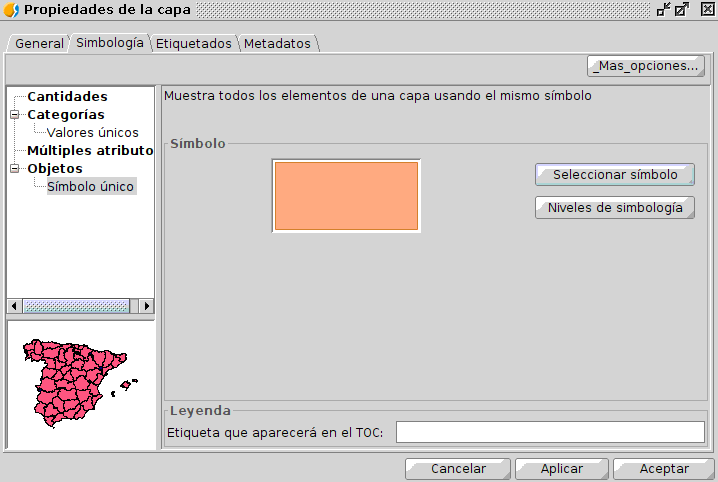 Propiedades de la capa
General Simbología Etiquetados Metadatos
_Mas_opciones...
Cantidades
Categorías
Valores únicos
Múltiples atributo
Objetos
Símbolo único
Muestra todos los elementos de una capa usando el mismo símbolo
Símbolo
Seleccionar símbolo
Niveles de simbología
Leyenda
Etiqueta que aparecerá en el TOC:
Cancelar Aplicar Aceptar